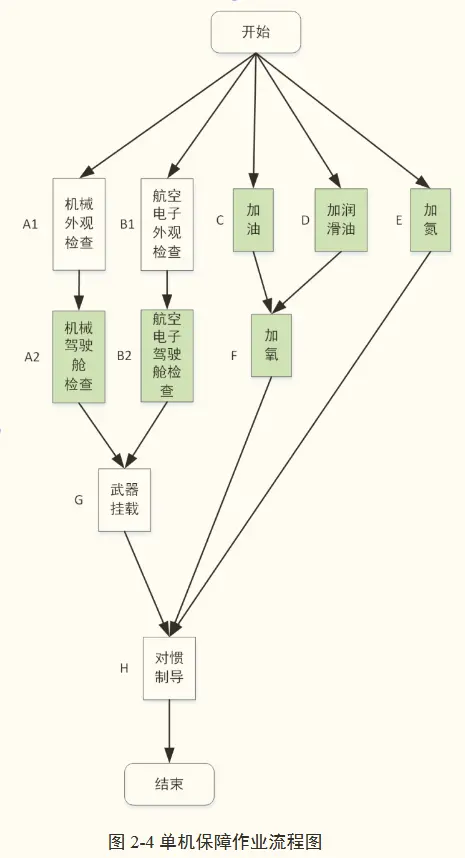 开始
A1
机械
外观
检查
B1
航空
电子
外观
检查
C
加
油
D
加润
滑油
E
加
氮
A2
机械
驾驶
舱
检查
B2
航空
电子
驾驶
舱检
查
F
加
氧
G
武器
挂载
H
对惯
制导
结束
图 2-4 单机保障作业流程图